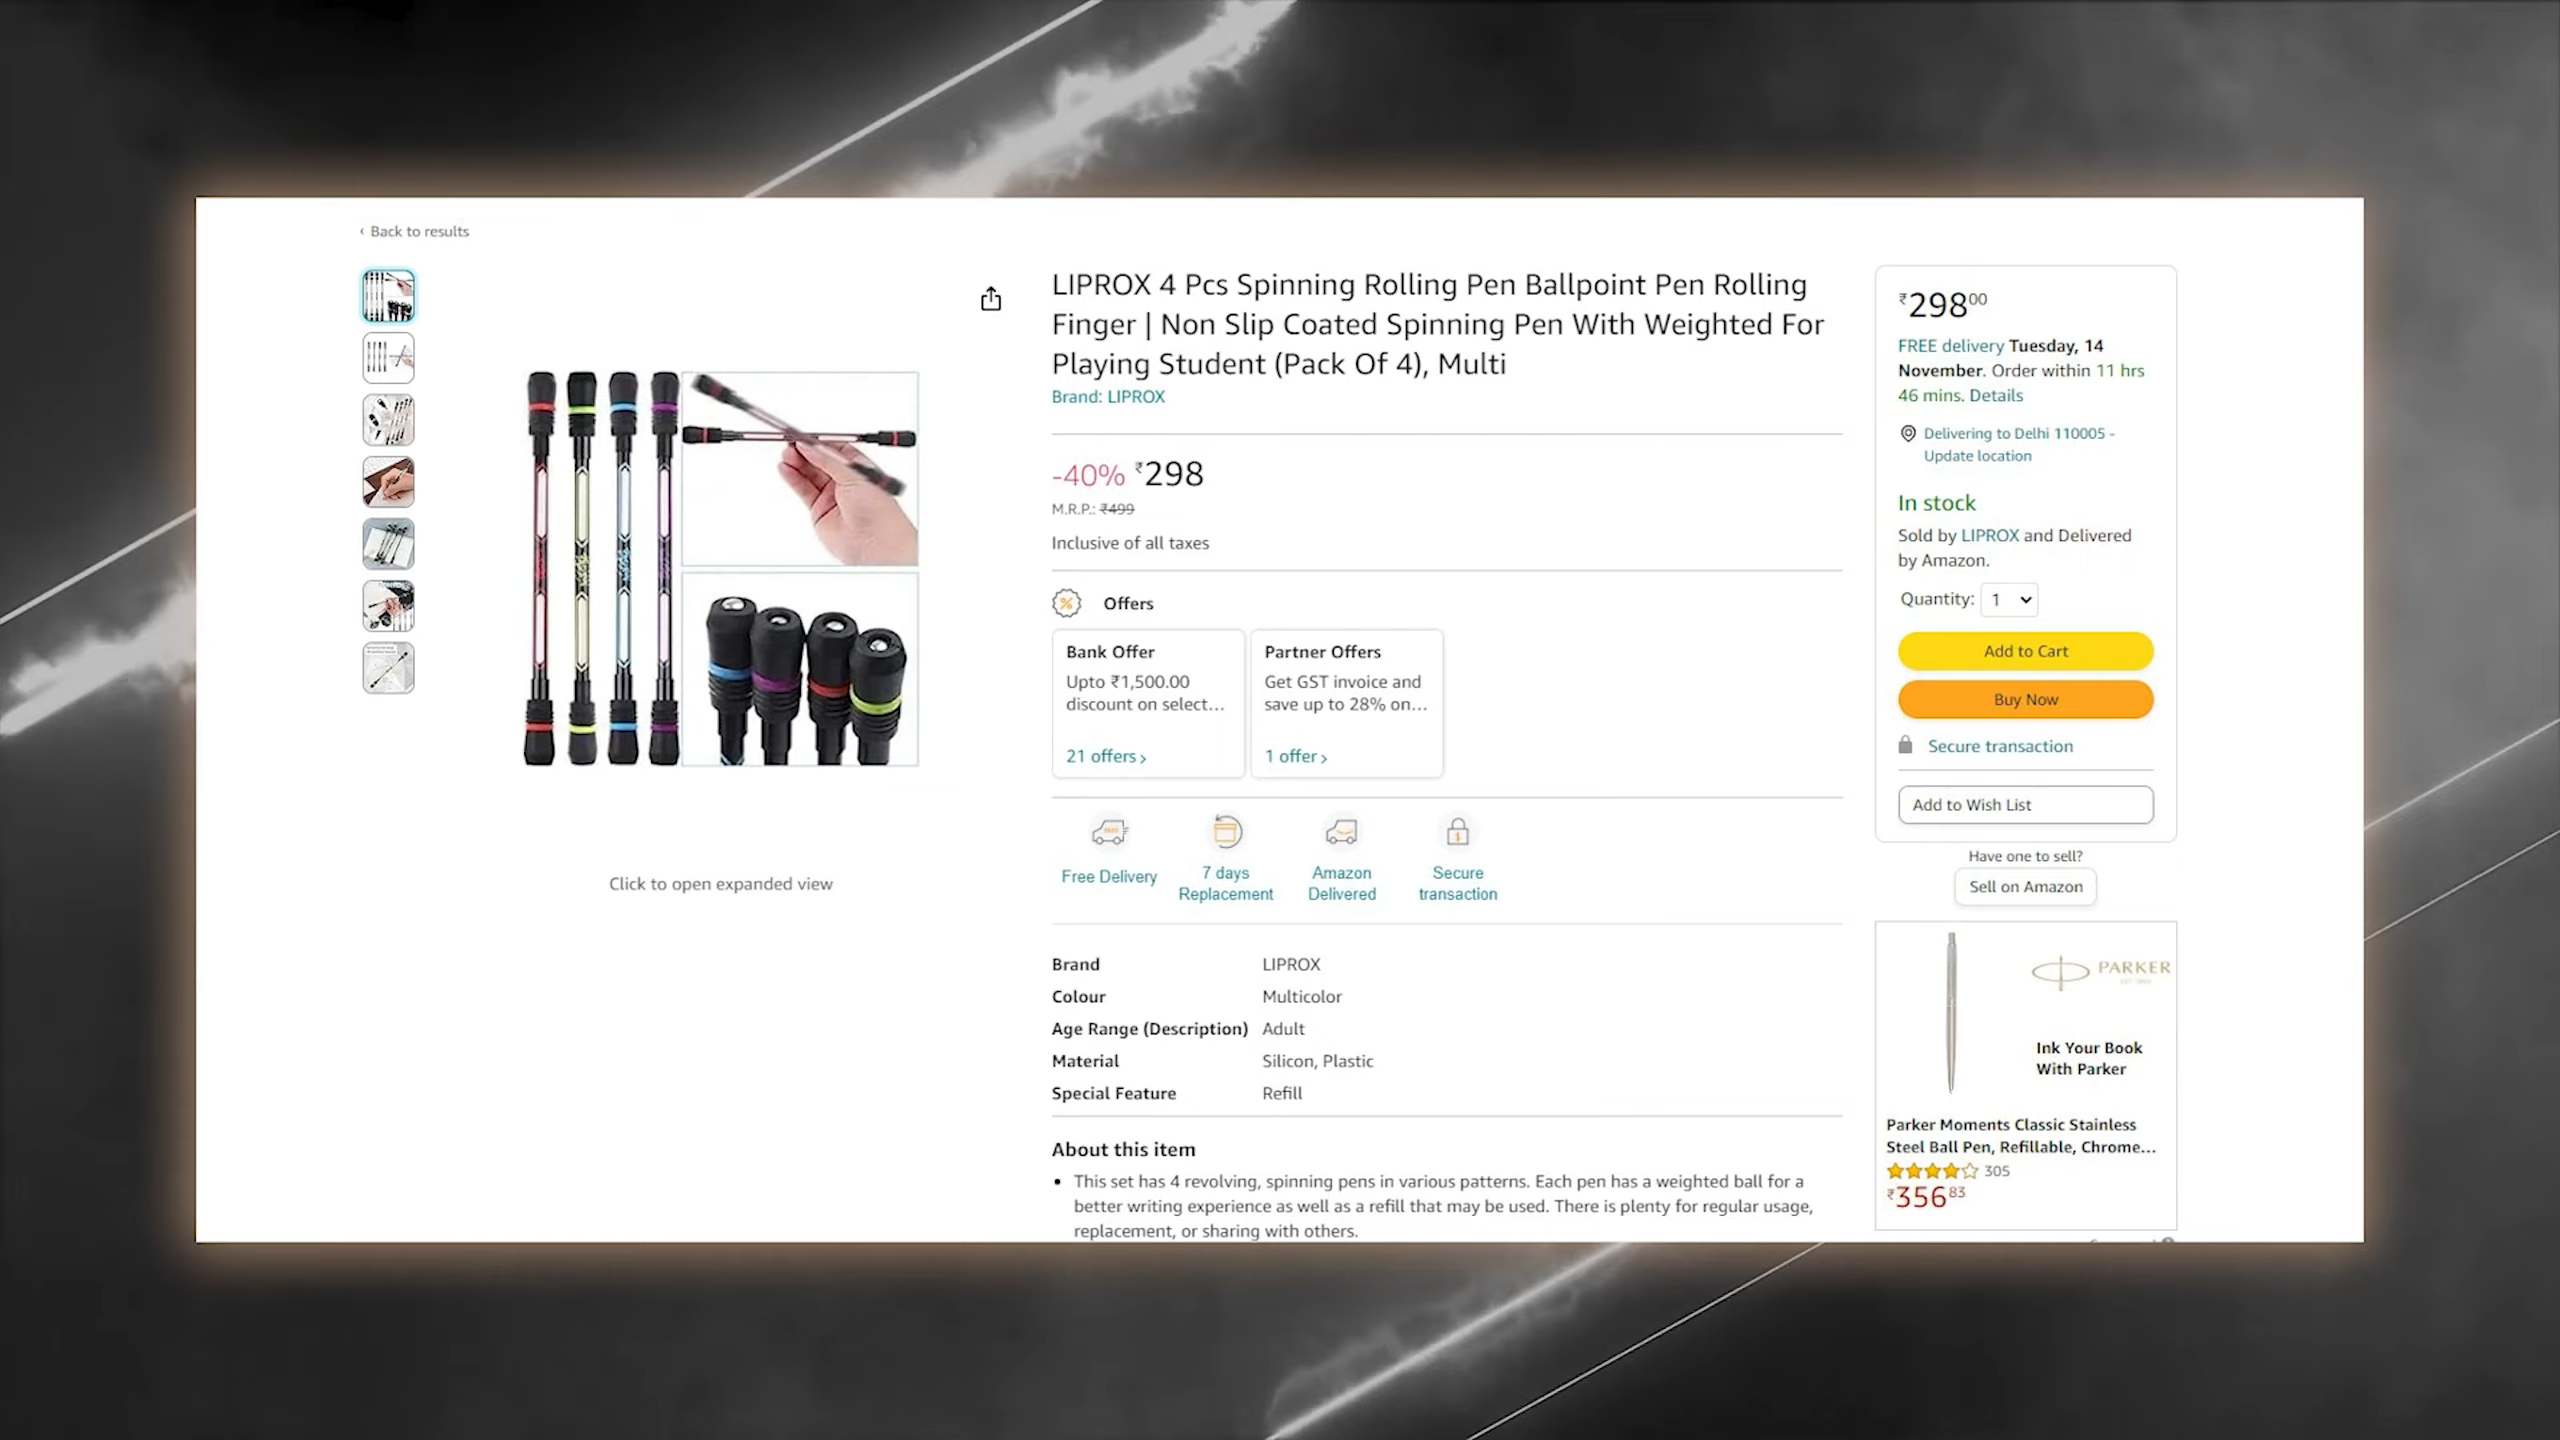 ‹ Back to results
LIPROX 4 Pcs Spinning Rolling Pen Ballpoint Pen Rolling
Finger | Non Slip Coated Spinning Pen With Weighted For
Playing Student (Pack Of 4), Multi
Brand: LIPROX
-40% ₹298
M.R.P.: ₹499
Inclusive of all taxes
Offers
Bank Offer
Upto ₹1,500.00
discount on select...
21 offers ›
Partner Offers
Get GST invoice and
save up to 28% on...
1 offer ›
Free Delivery
7 days
Replacement
Amazon
Delivered
Secure
transaction
Click to open expanded view
Brand LIPROX
Colour Multicolor
Age Range (Description) Adult
Material Silicon, Plastic
Special Feature Refill
About this item
• This set has 4 revolving, spinning pens in various patterns. Each pen has a weighted ball for a
better writing experience as well as a refill that may be used. There is plenty for regular usage,
replacement, or sharing with others.
₹29800
FREE delivery Tuesday, 14
November. Order within 11 hrs
46 mins. Details
Delivering to Delhi 110005 -
Update location
In stock
Sold by LIPROX and Delivered
by Amazon.
Quantity: 1
Add to Cart
Buy Now
Secure transaction
Add to Wish List
Have one to sell?
Sell on Amazon
PARKER
Ink Your Book
With Parker
Parker Moments Classic Stainless
Steel Ball Pen, Refillable, Chrome...
305
₹35683